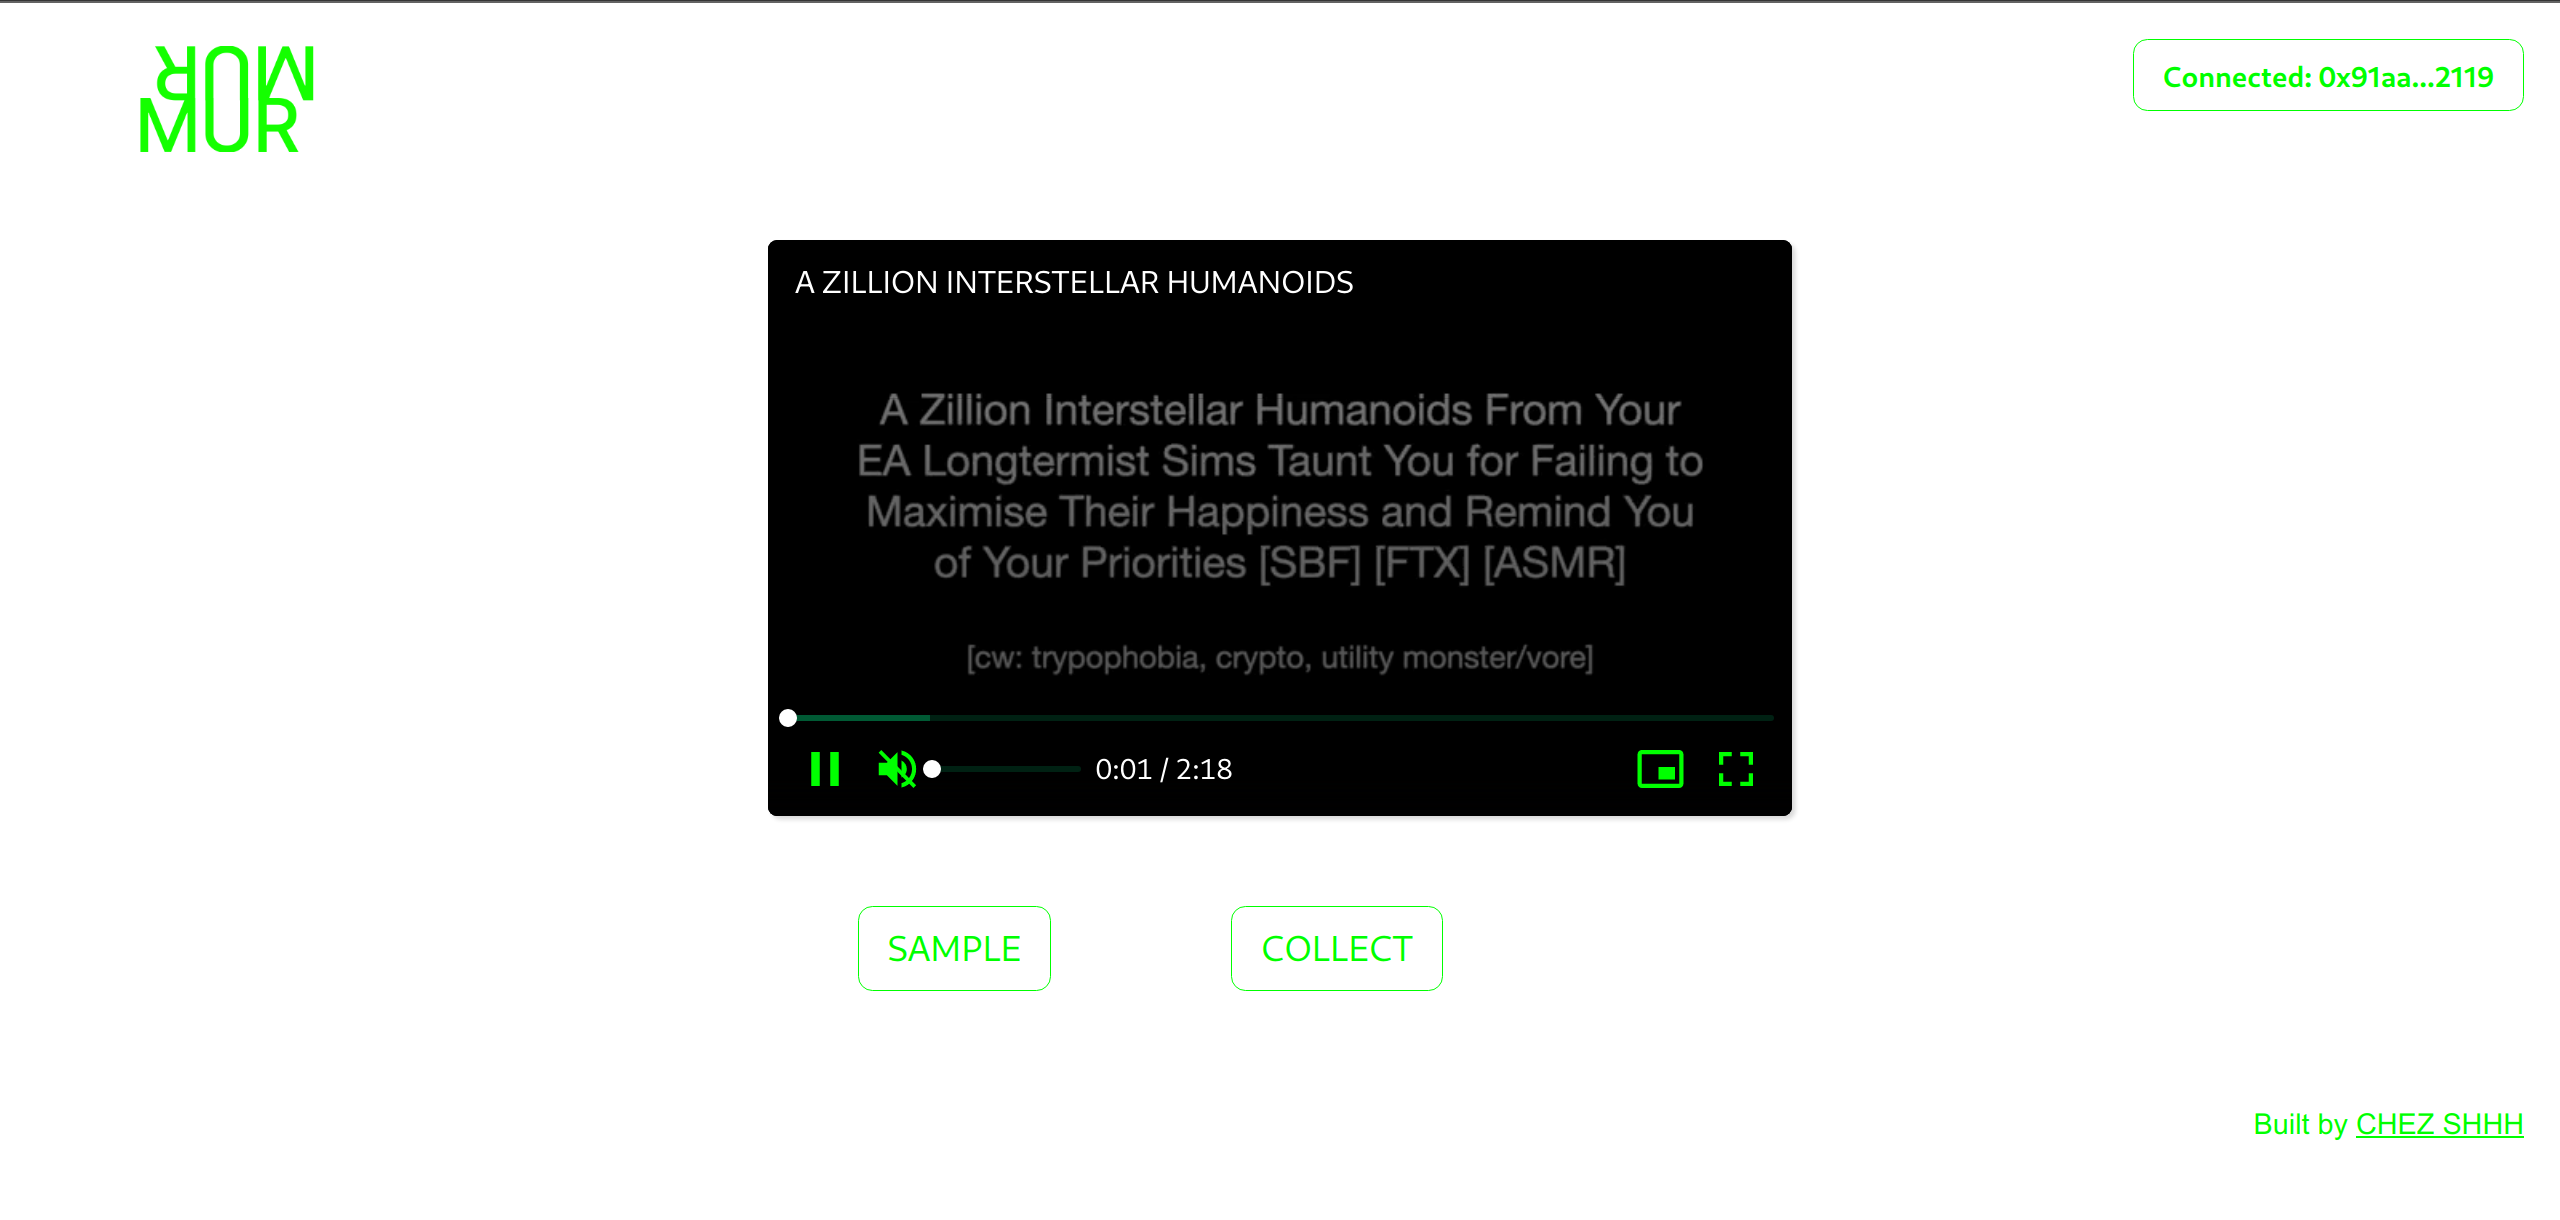 MOR
MOR
Connected: 0x91aa...2119
A ZILLION INTERSTELLAR HUMANOIDS
A Zillion Interstellar Humanoids From Your
EA Longtermist Sims Taunt You for Failing to
Maximise Their Happiness and Remind You
of Your Priorities [SBF] [FTX] [ASMR]
[cw: trypophobia, crypto, utility monster/vore]
0:01 / 2:18
SAMPLE
COLLECT
Built by CHEZ SHHH